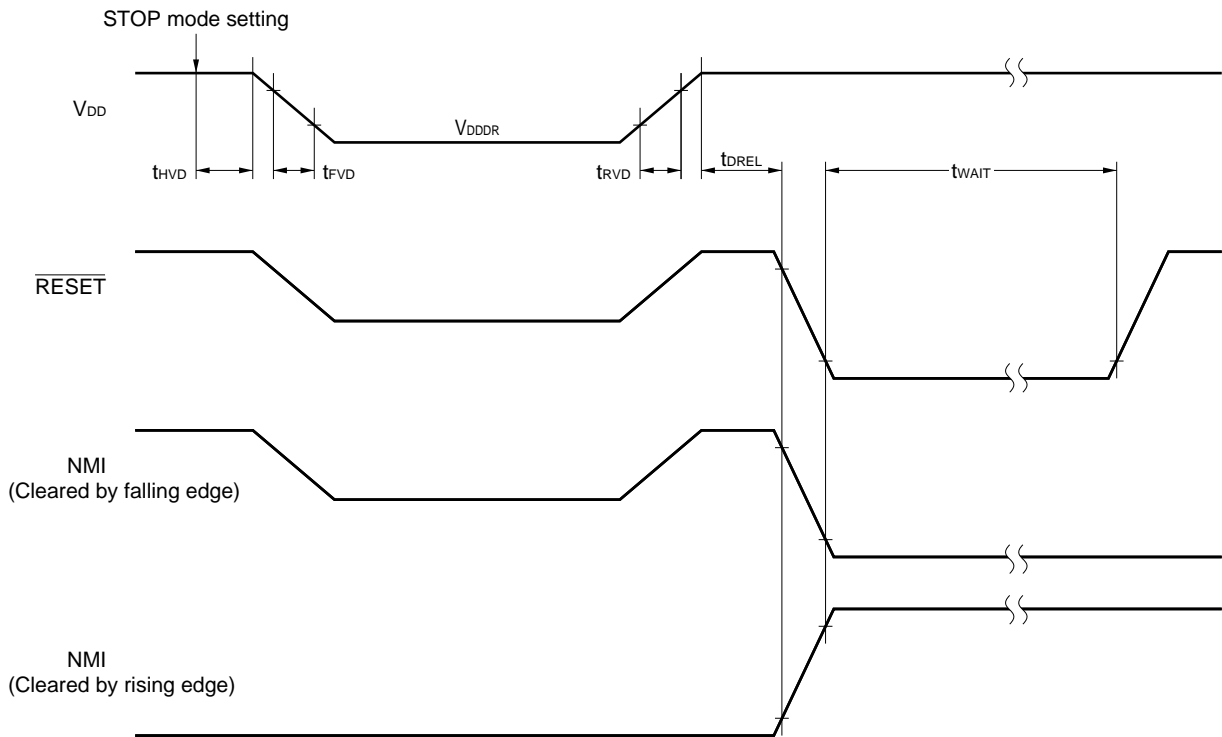 STOP mode setting
VDD
VDDDR
tHVD
tFVD
tRVD
tDREL
tWAIT
RESET
NMI
(Cleared by falling edge)
NMI
(Cleared by rising edge)